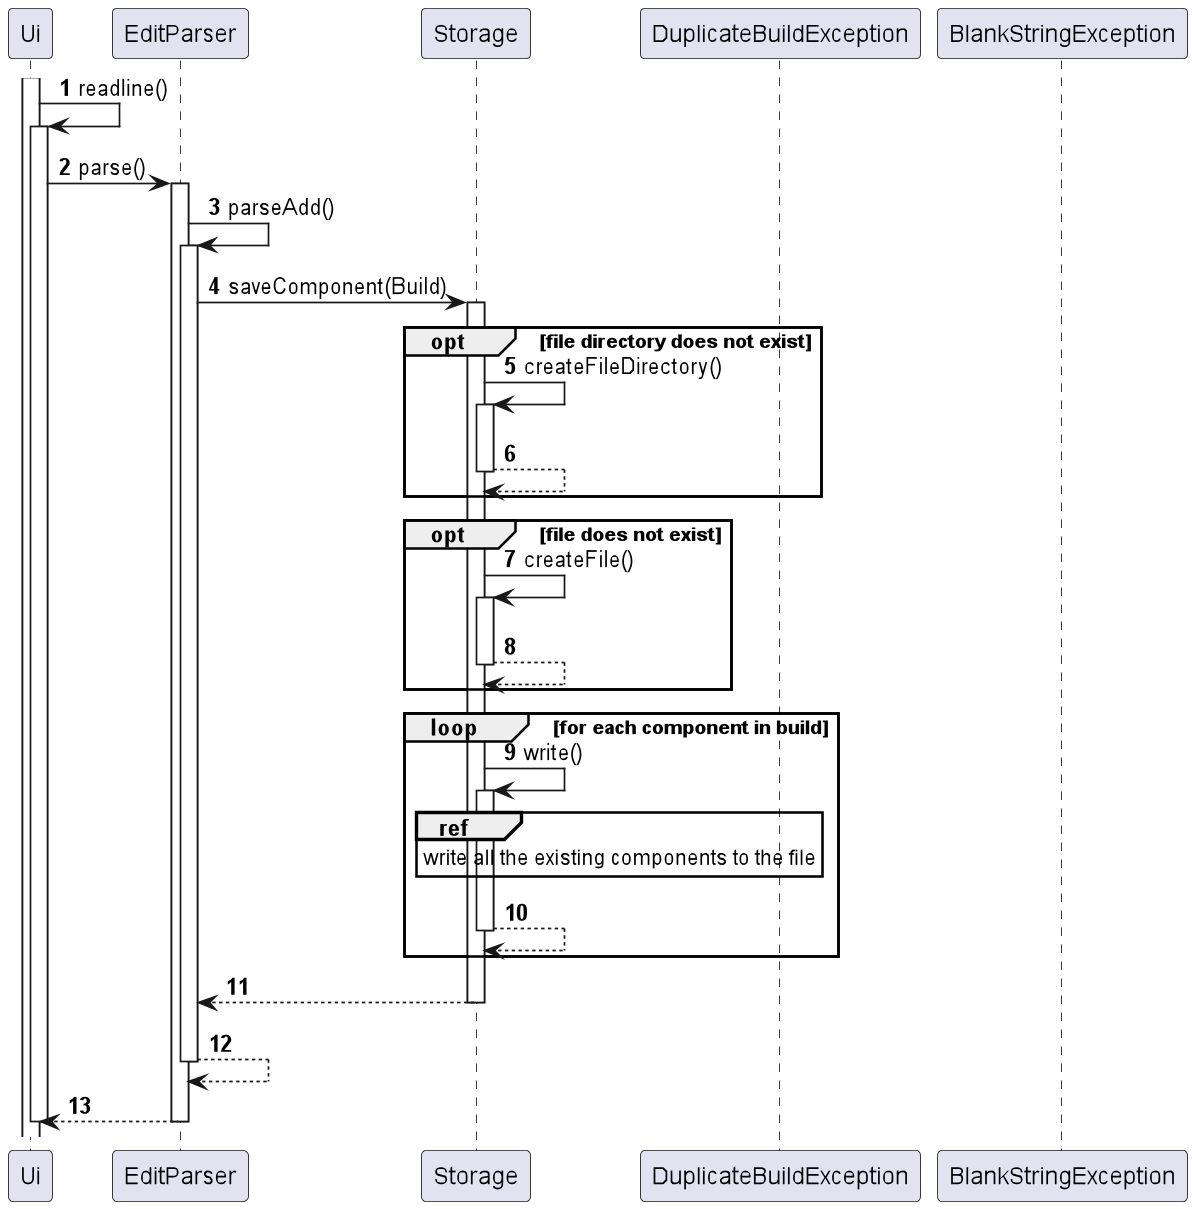 Ui EditParser Storage DuplicateBuildException BlankStringException
1 readline()
2 parse()
3 parseAdd()
4 saveComponent(Build)
opt [file directory does not exist]
5 createFileDirectory()
6
opt [file does not exist]
7 createFile()
8
loop [for each component in build]
9 write()
ref
write all the existing components to the file
10
11
12
13
Ui EditParser Storage DuplicateBuildException BlankStringException